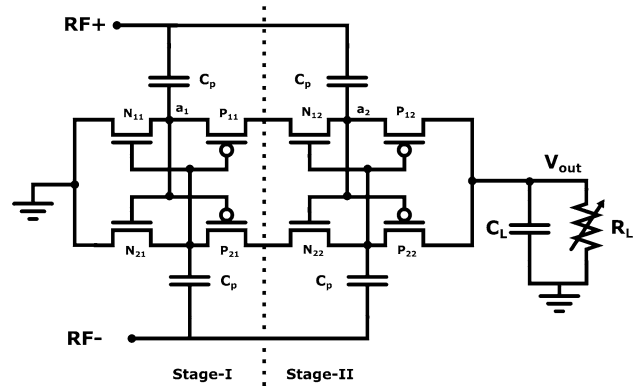 RF+
Cp Cp
N11 a1 P11 N12 a2 P12
Vout
CL RL
N21 P21 N22 P22
Cp Cp
RF-
Stage-I Stage-II